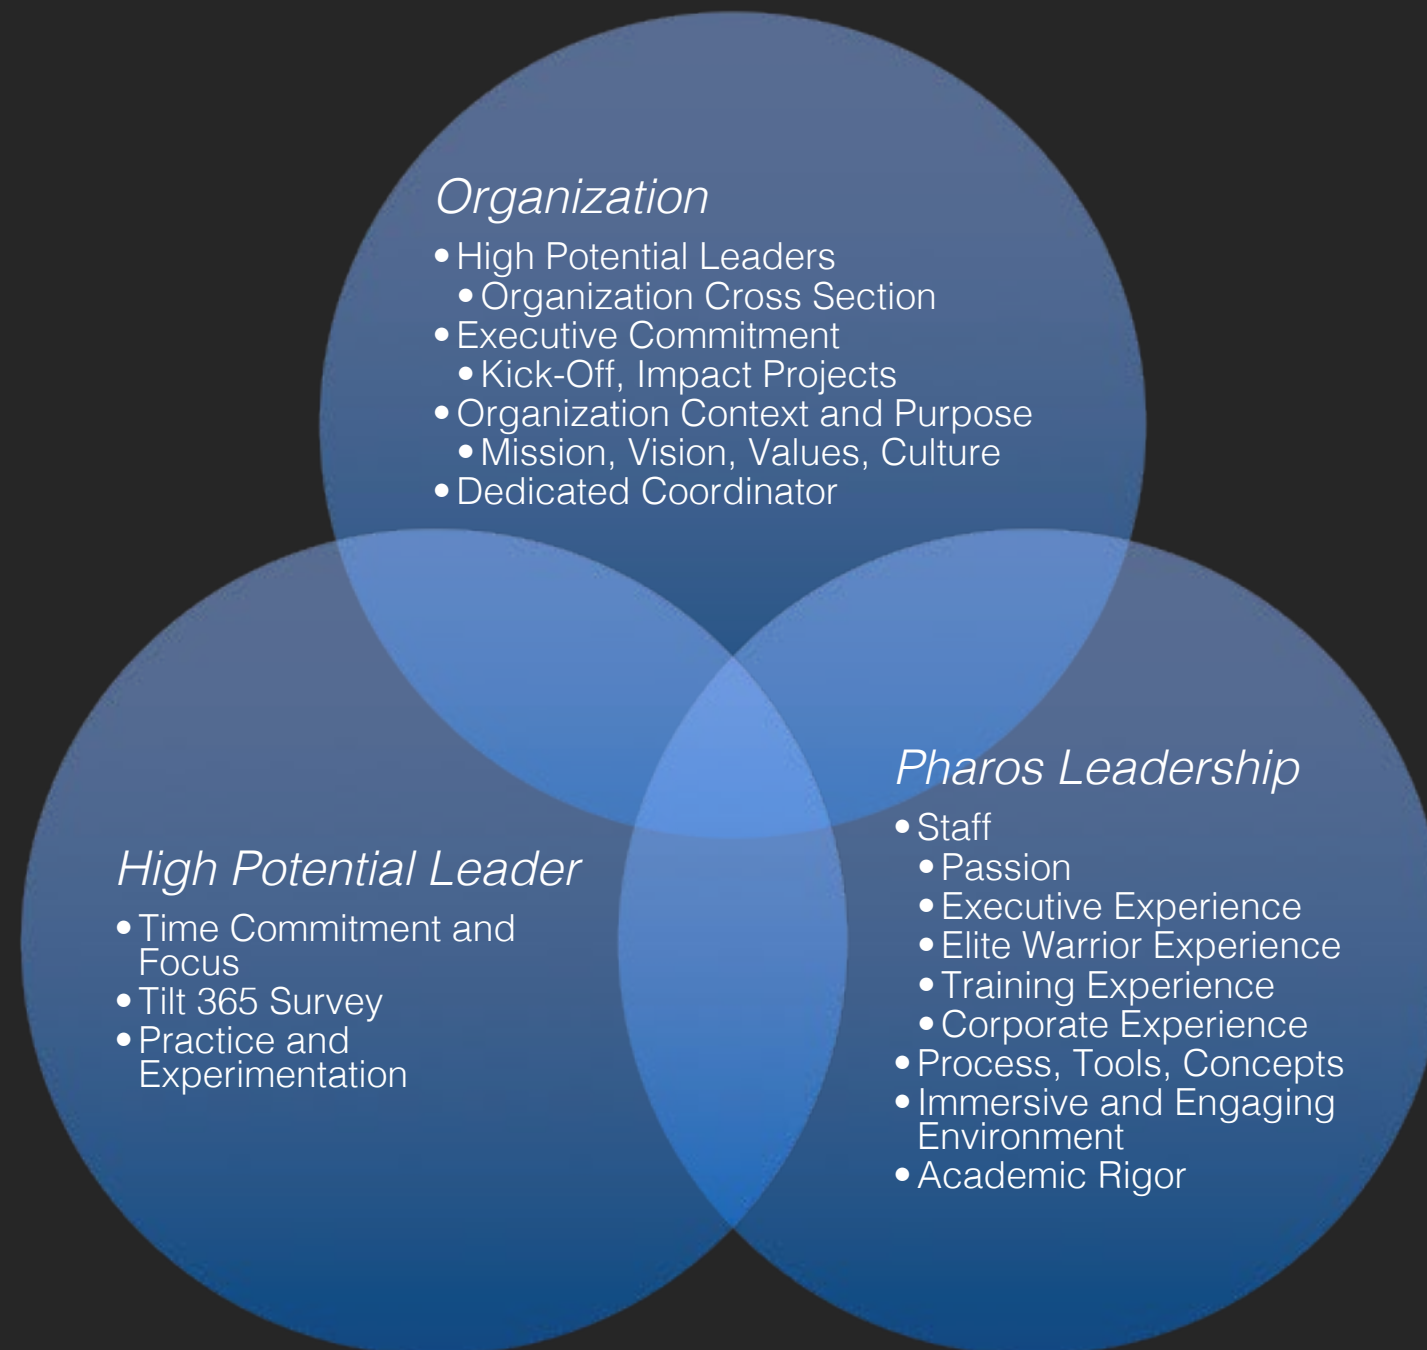 Organization
• High Potential Leaders
• Organization Cross Section
• Executive Commitment
• Kick-Off, Impact Projects
• Organization Context and Purpose
• Mission, Vision, Values, Culture
• Dedicated Coordinator
High Potential Leader
• Time Commitment and
Focus
• Tilt 365 Survey
• Practice and
Experimentation
Pharos Leadership
• Staff
• Passion
• Executive Experience
• Elite Warrior Experience
• Training Experience
• Corporate Experience
• Process, Tools, Concepts
• Immersive and Engaging
Environment
• Academic Rigor